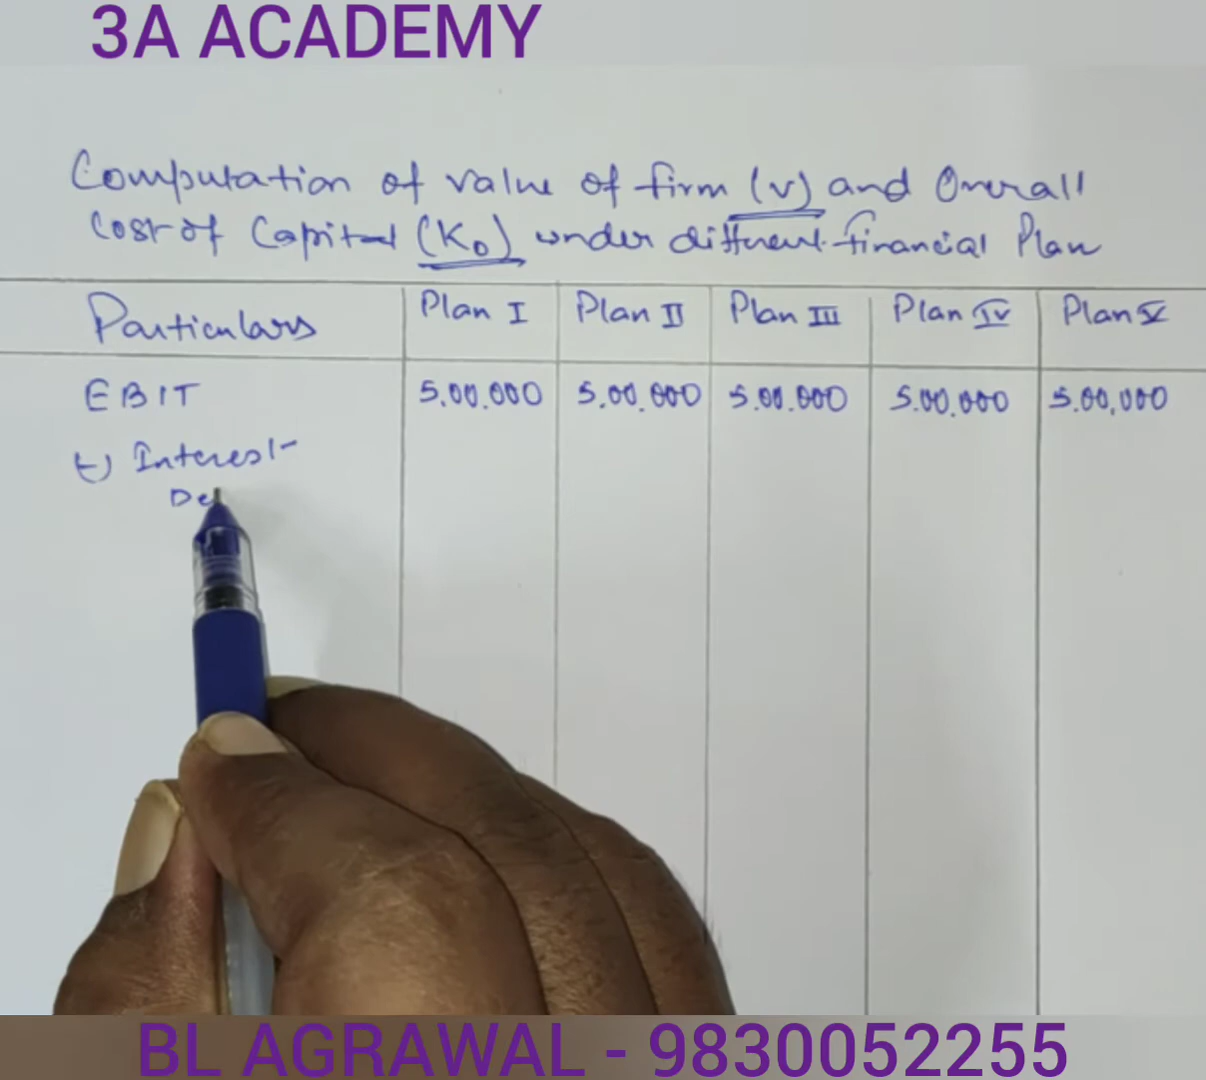 3A ACADEMY
Computation of value of firm (V) and Overall
Cost of Capital (K₀) under different financial Plan
Particulars Plan I Plan II Plan III Plan IV Plan V
EBIT 5,00,000 5,00,000 5,00,000 5,00,000 5,00,000
(-) Interest
De
BL AGRAWAL - 9830052255